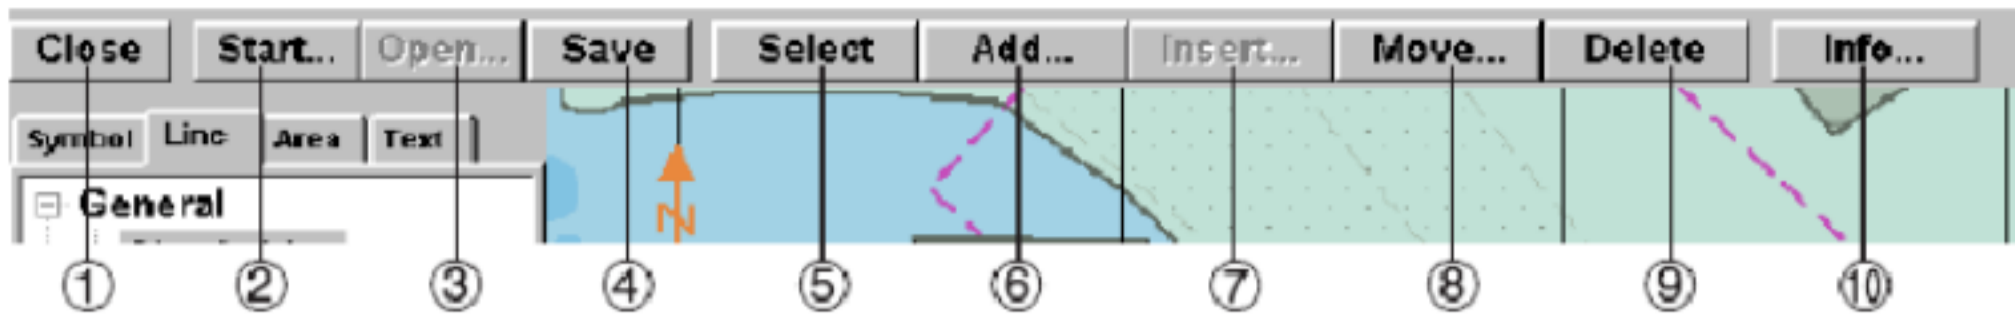 Close Start... Open... Save Select Add... Insert... Move... Delete Info...
Symbol Line Area Text
General
N
① ② ③ ④ ⑤ ⑥ ⑦ ⑧ ⑨ ⑩